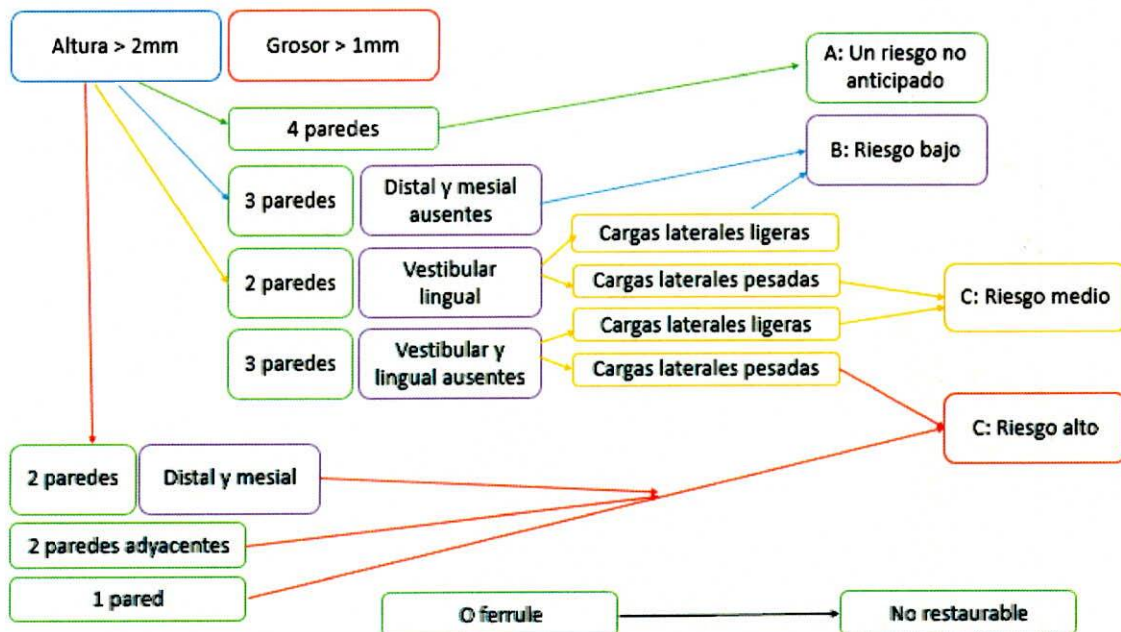 Altura > 2mm
Grosor > 1mm
A: Un riesgo no
anticipado
4 paredes
B: Riesgo bajo
3 paredes
Distal y mesial
ausentes
Cargas laterales ligeras
2 paredes
Vestibular
lingual
Cargas laterales pesadas
C: Riesgo medio
Cargas laterales ligeras
3 paredes
Vestibular y
lingual ausentes
Cargas laterales pesadas
C: Riesgo alto
2 paredes
Distal y mesial
2 paredes adyacentes
1 pared
O ferrule
No restaurable